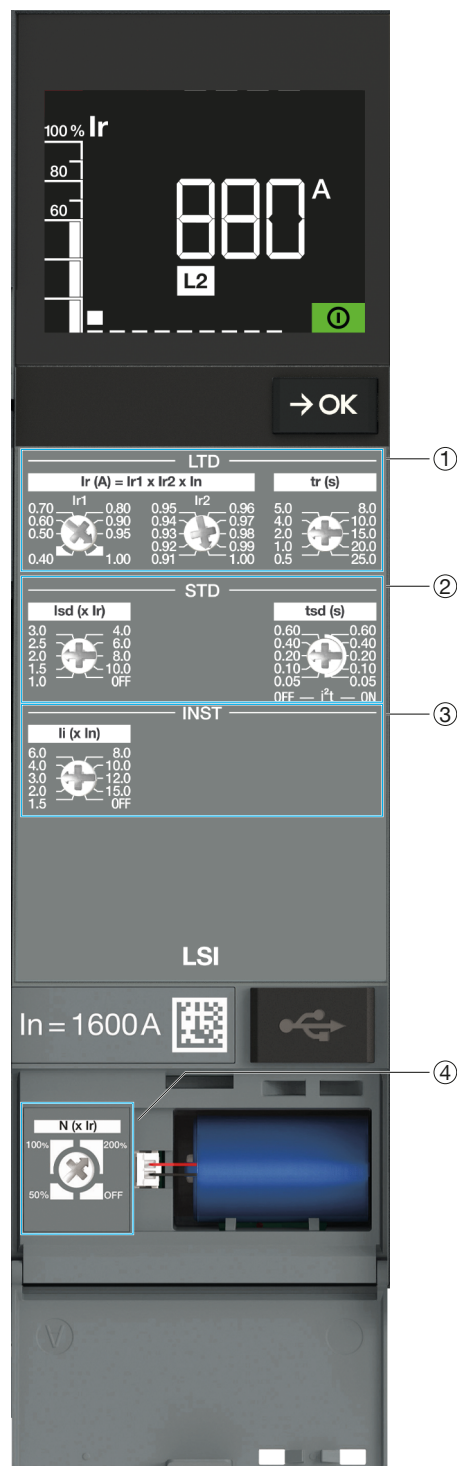 100 % Ir
80
60
880 A
L2
→ OK
1
LTD
Ir (A) = Ir1 x Ir2 x In
tr (s)
Ir1
Ir2
0.70 0.80 0.95 0.96 5.0 8.0
0.60 0.90 0.94 0.97 4.0 10.0
0.50 0.95 0.93 0.98 2.0 15.0
0.92 0.99 1.0 20.0
0.40 1.00 0.91 1.00 0.5 25.0
2
STD
Isd (x Ir)
tsd (s)
3.0 4.0 0.60 0.60
2.5 6.0 0.40 0.40
2.0 8.0 0.20 0.20
1.5 10.0 0.10 0.10
1.0 OFF 0.05 0.05
OFF — i²t — ON
3
INST
Ii (x In)
6.0 8.0
4.0 10.0
3.0 12.0
2.0 15.0
1.5 OFF
LSI
In = 1600 A
4
N (x Ir)
100% 200%
50% OFF